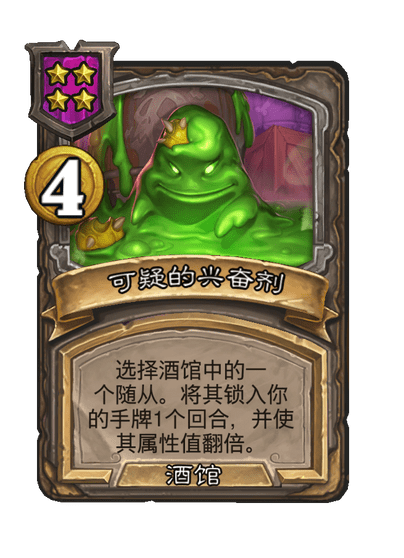 4
可疑的兴奋剂
选择酒馆中的一
个随从。将其锁入你
的手牌1个回合，并使
其属性值翻倍。
酒馆